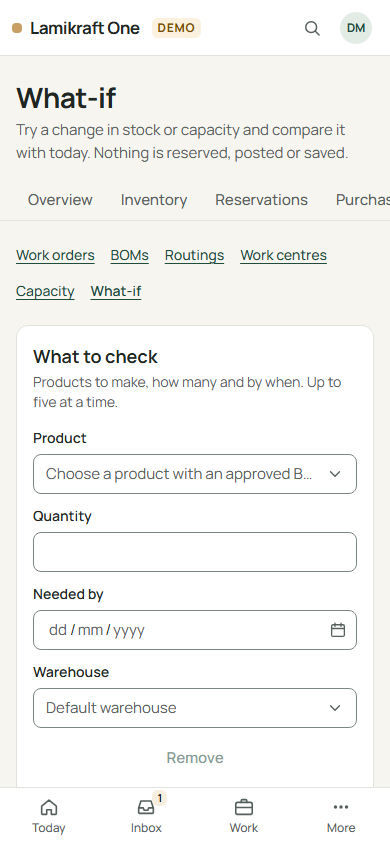 Lamikraft One DEMO DM
What-if
Try a change in stock or capacity and compare it
with today. Nothing is reserved, posted or saved.
Overview Inventory Reservations Purchas
Work orders BOMs Routings Work centres
Capacity What-if
What to check
Products to make, how many and by when. Up to
five at a time.
Product
Choose a product with an approved B...
Quantity
Needed by
dd / mm / yyyy
Warehouse
Default warehouse
Remove
1
Today Inbox Work More